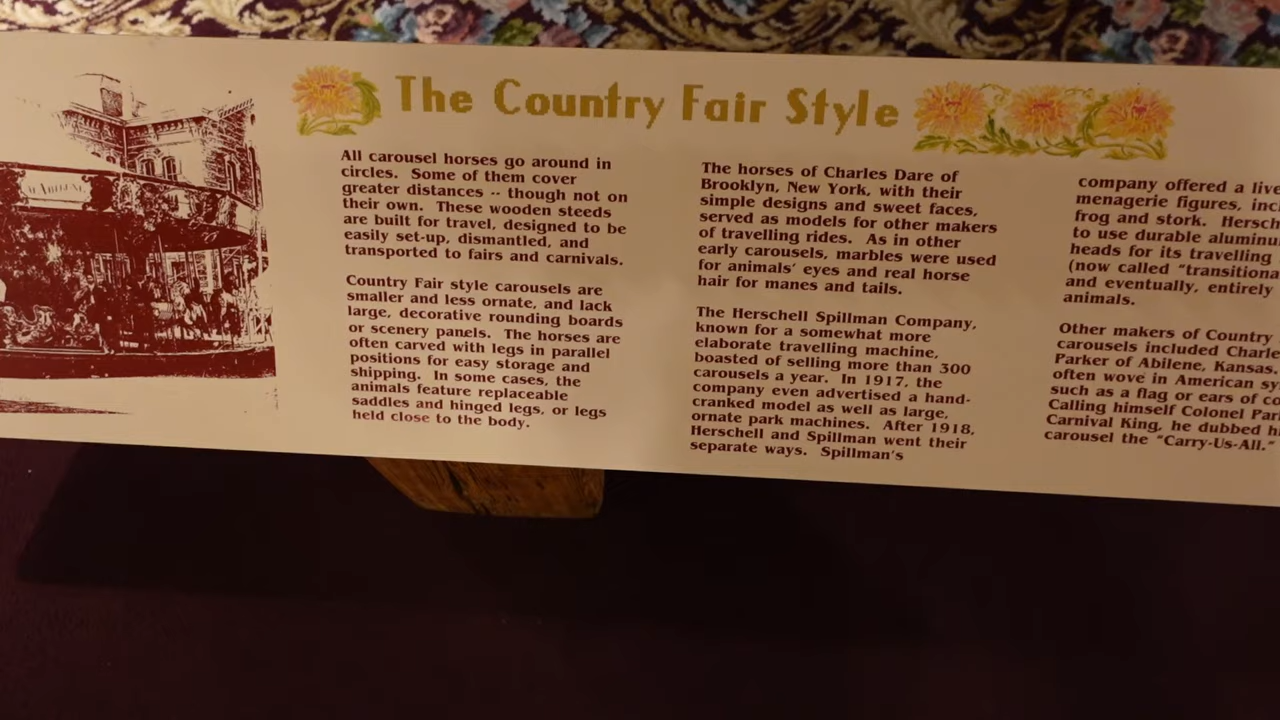 The Country Fair Style
All carousel horses go around in
circles. Some of them cover
greater distances -- though not on
their own. These wooden steeds
are built for travel, designed to be
easily set-up, dismantled, and
transported to fairs and carnivals.
Country Fair style carousels are
smaller and less ornate, and lack
large, decorative rounding boards
or scenery panels. The horses are
often carved with legs in parallel
positions for easy storage and
shipping. In some cases, the
animals feature replaceable
saddles and hinged legs, or legs
held close to the body.
The horses of Charles Dare of
Brooklyn, New York, with their
simple designs and sweet faces,
served as models for other makers
of travelling rides. As in other
early carousels, marbles were used
for animals' eyes and real horse
hair for manes and tails.
The Herschell Spillman Company,
known for a somewhat more
elaborate travelling machine,
boasted of selling more than 300
carousels a year. In 1917, the
company even advertised a hand-
cranked model as well as large,
ornate park machines. After 1918,
Herschell and Spillman went their
separate ways. Spillman's
company offered a live
menagerie figures, inc
frog and stork. Hersch
to use durable aluminu
heads for its travelling
(now called "transitiona
and eventually, entirely
animals.
Other makers of Country
carousels included Charle
Parker of Abilene, Kansas.
often wove in American sy
such as a flag or ears of co
Calling himself Colonel Par
Carnival King, he dubbed h
carousel the "Carry-Us-All."